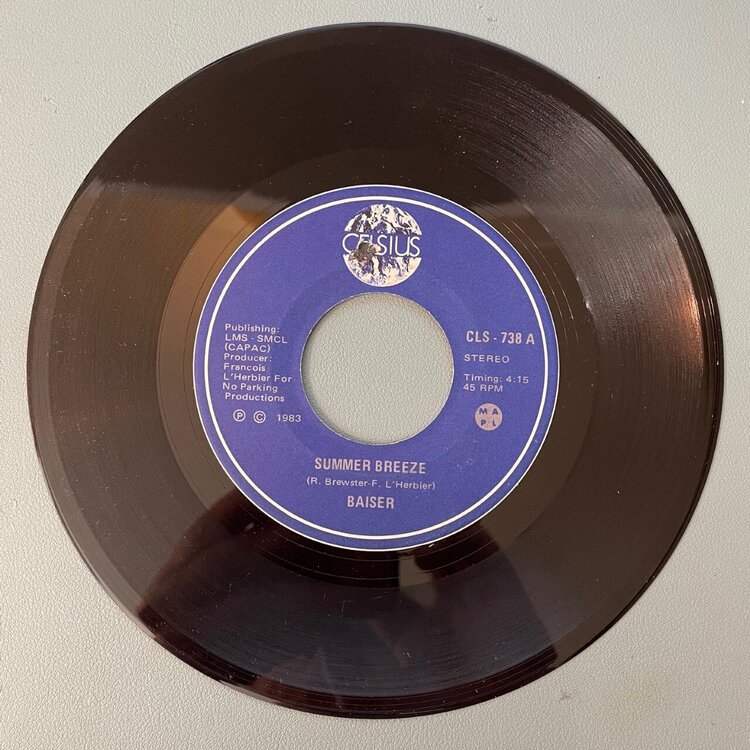 CELSIUS
Publishing:
LMS - SMCL
(CAPAC)
Producer:
Francois
L'Herbier For
No Parking
Productions
Ⓟ © 1983
CLS - 738 A
STEREO
Timing: 4:15
45 RPM
M A
P L
SUMMER BREEZE
(R. Brewster-F. L'Herbier)
BAISER